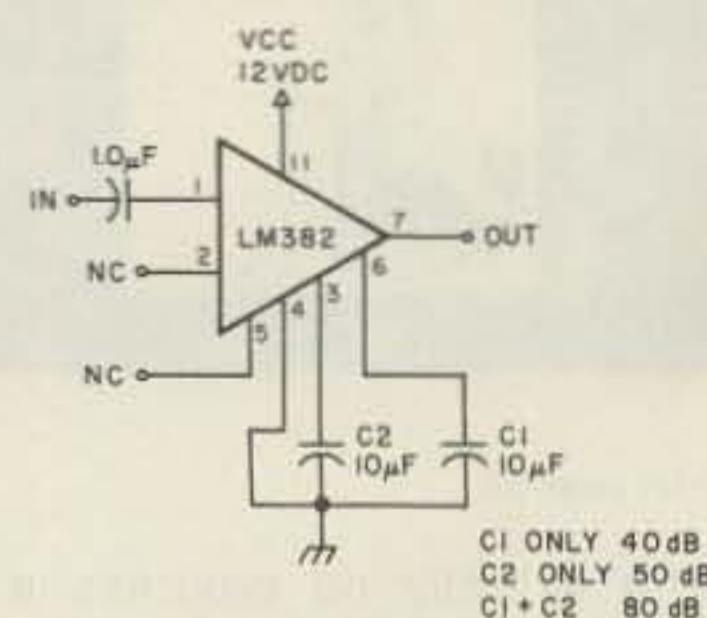 VCC
12VDC
1.0µF
11
IN
1
7
LM382
OUT
2
6
NC
3
4
5
NC
C2
10µF
C1
10µF
C1 ONLY 40dB
C2 ONLY 50 dB
C1 + C2 80 dB